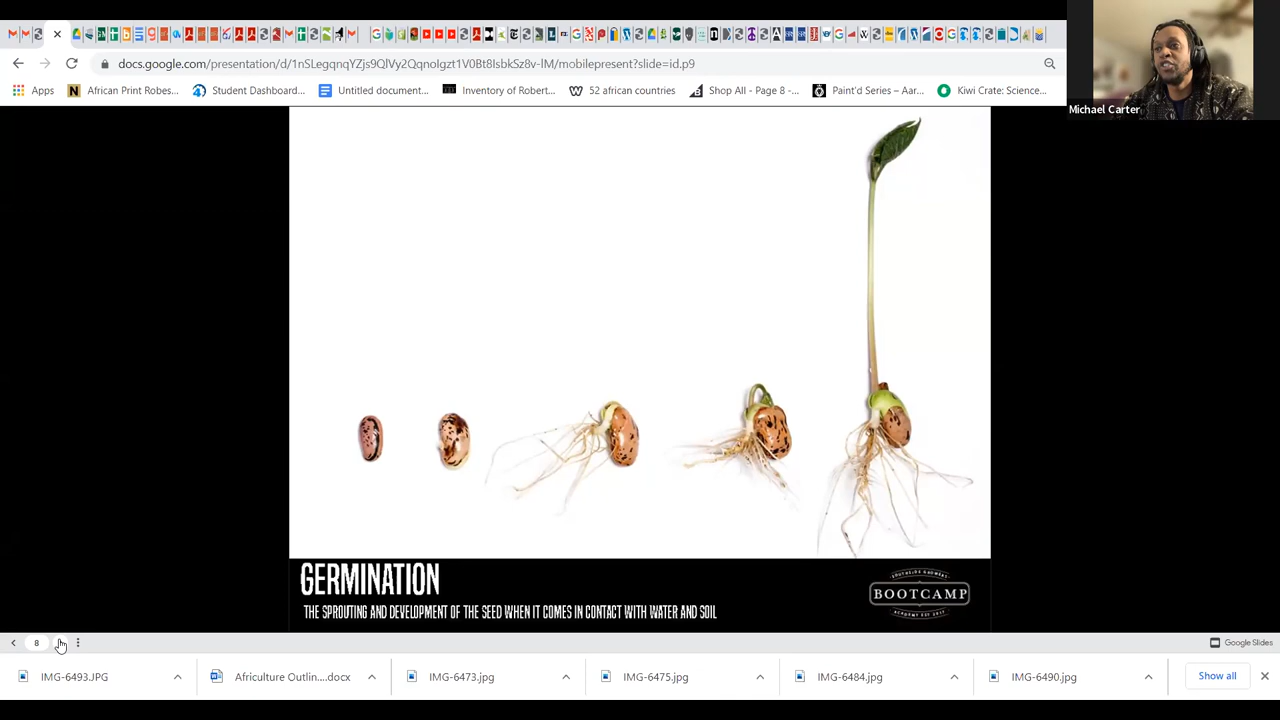 docs.google.com/presentation/d/1nSLegqnqYZjs9QlVy2QqnoIgzt1Y0Bt8IsbkSz8v-lM/mobilepresent?slide=id.p9
Apps African Print Robes... Student Dashboard... Untitled document... Inventory of Robert... 52 african countries Shop All - Page 8 -... Paint'd Series – Aar... Kiwi Crate: Science...
Michael Carter
GERMINATION
THE SPROUTING AND DEVELOPMENT OF THE SEED WHEN IT COMES IN CONTACT WITH WATER AND SOIL
BOOTCAMP
8
Google Slides
IMG-6493.JPG Africulture Outlin....docx IMG-6473.jpg IMG-6475.jpg IMG-6484.jpg IMG-6490.jpg Show all